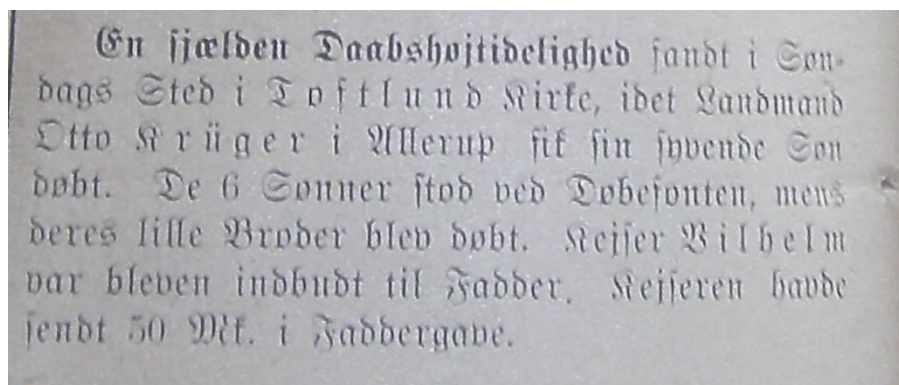 En sjælden Daabshøjtidelighed fandt i Søn-
dags Sted i Toftlund Kirke, idet Landmand
Otto Krüger i Allerup fik sin syvende Søn
døbt. De 6 Sønner stod ved Døbefonten, mens
deres lille Broder blev døbt. Kejser Vilhelm
var bleven indbudt til Fadder. Kejseren havde
sendt 50 Mk. i Faddergave.